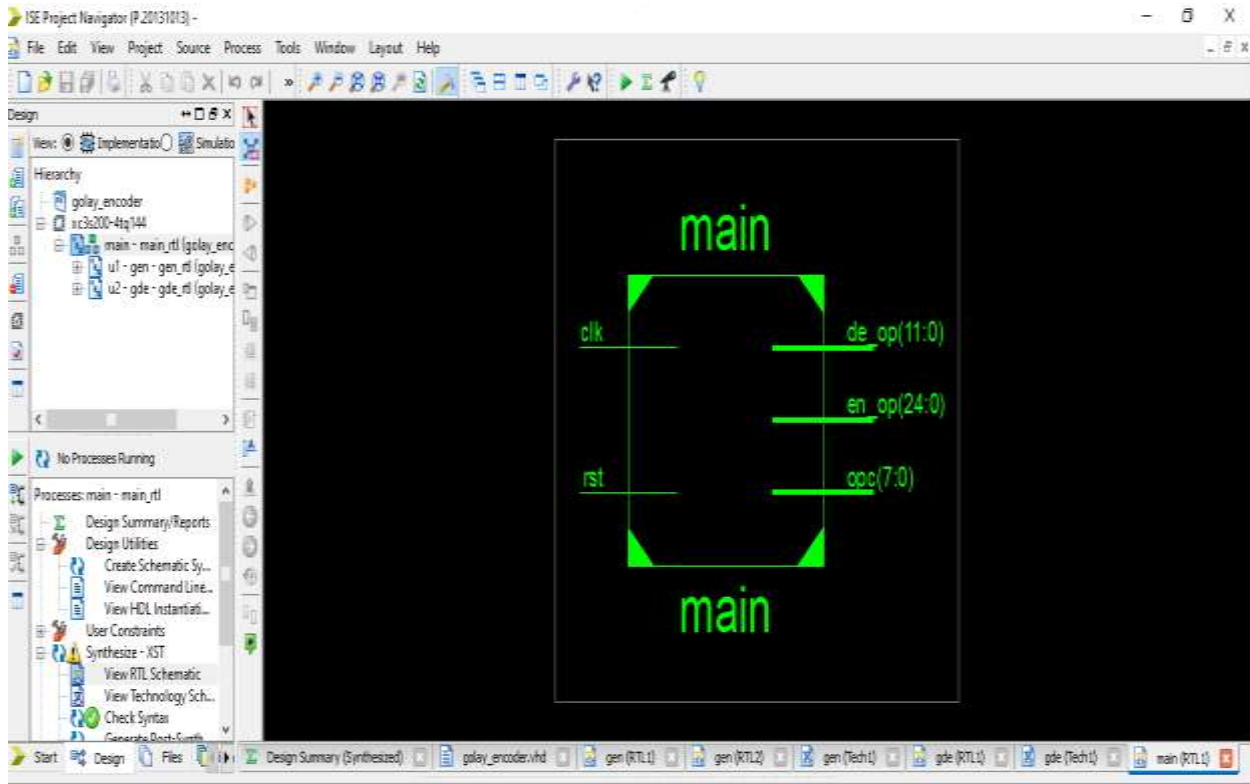 ISE Project Navigator (P.20131013) -
File Edit View Project Source Process Tools Window Layout Help
Design
View: Implementatio Simulatio
Hierarchy
golay_encoder
xc3s200-4tq144
main - main_rtl (golay_enc
u1 - gen - gen_rtl (golay_e
u2 - gde - gde_rtl (golay_e
No Processes Running
Processes: main - main_rtl
Design Summary/Reports
Design Utilities
Create Schematic Sy...
View Command Line...
View HDL Instantiati...
User Constraints
Synthesize - XST
View RTL Schematic
View Technology Sch...
Check Syntax
Generate Post-Synth
main
clk
de_op(11:0)
en_op(24:0)
rst
opc(7:0)
main
Start Design Files
Design Summary (Synthesized) golay_encoder.vhd gen (RTL1) gen (RTL2) gen (Tech1) gde (RTL1) gde (Tech1) main (RTL1)